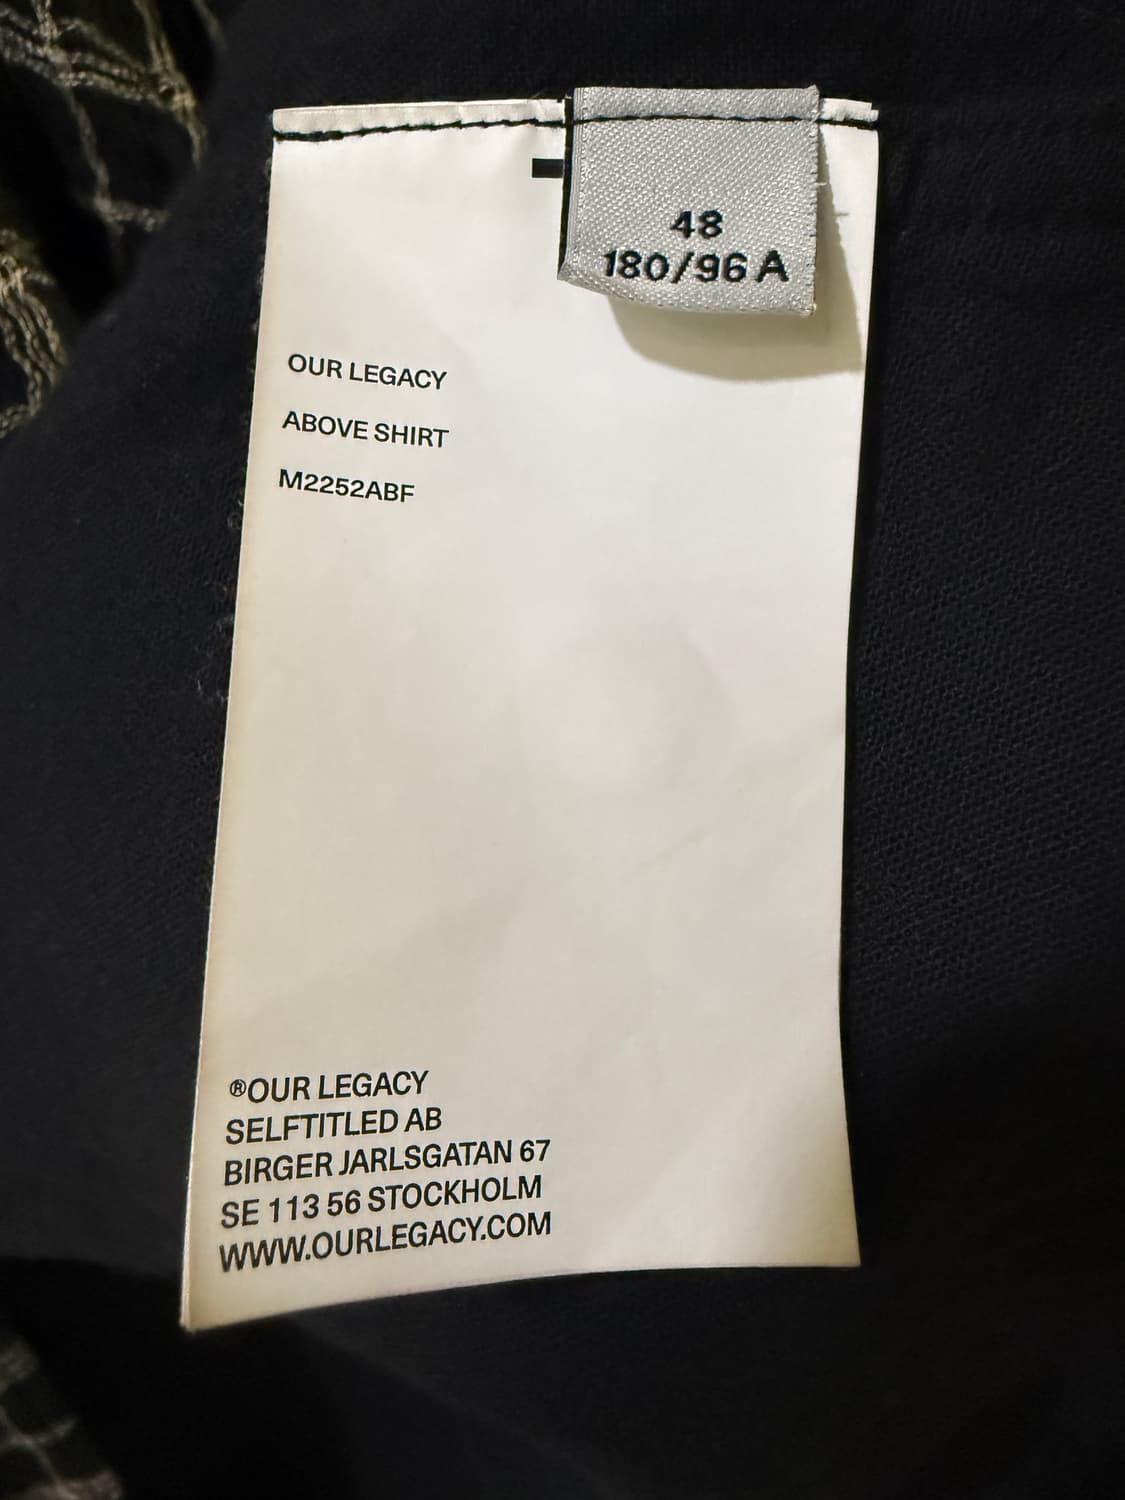 48
180/96 A
OUR LEGACY
ABOVE SHIRT
M2252ABF
®OUR LEGACY
SELFTITLED AB
BIRGER JARLSGATAN 67
SE 113 56 STOCKHOLM
WWW.OURLEGACY.COM